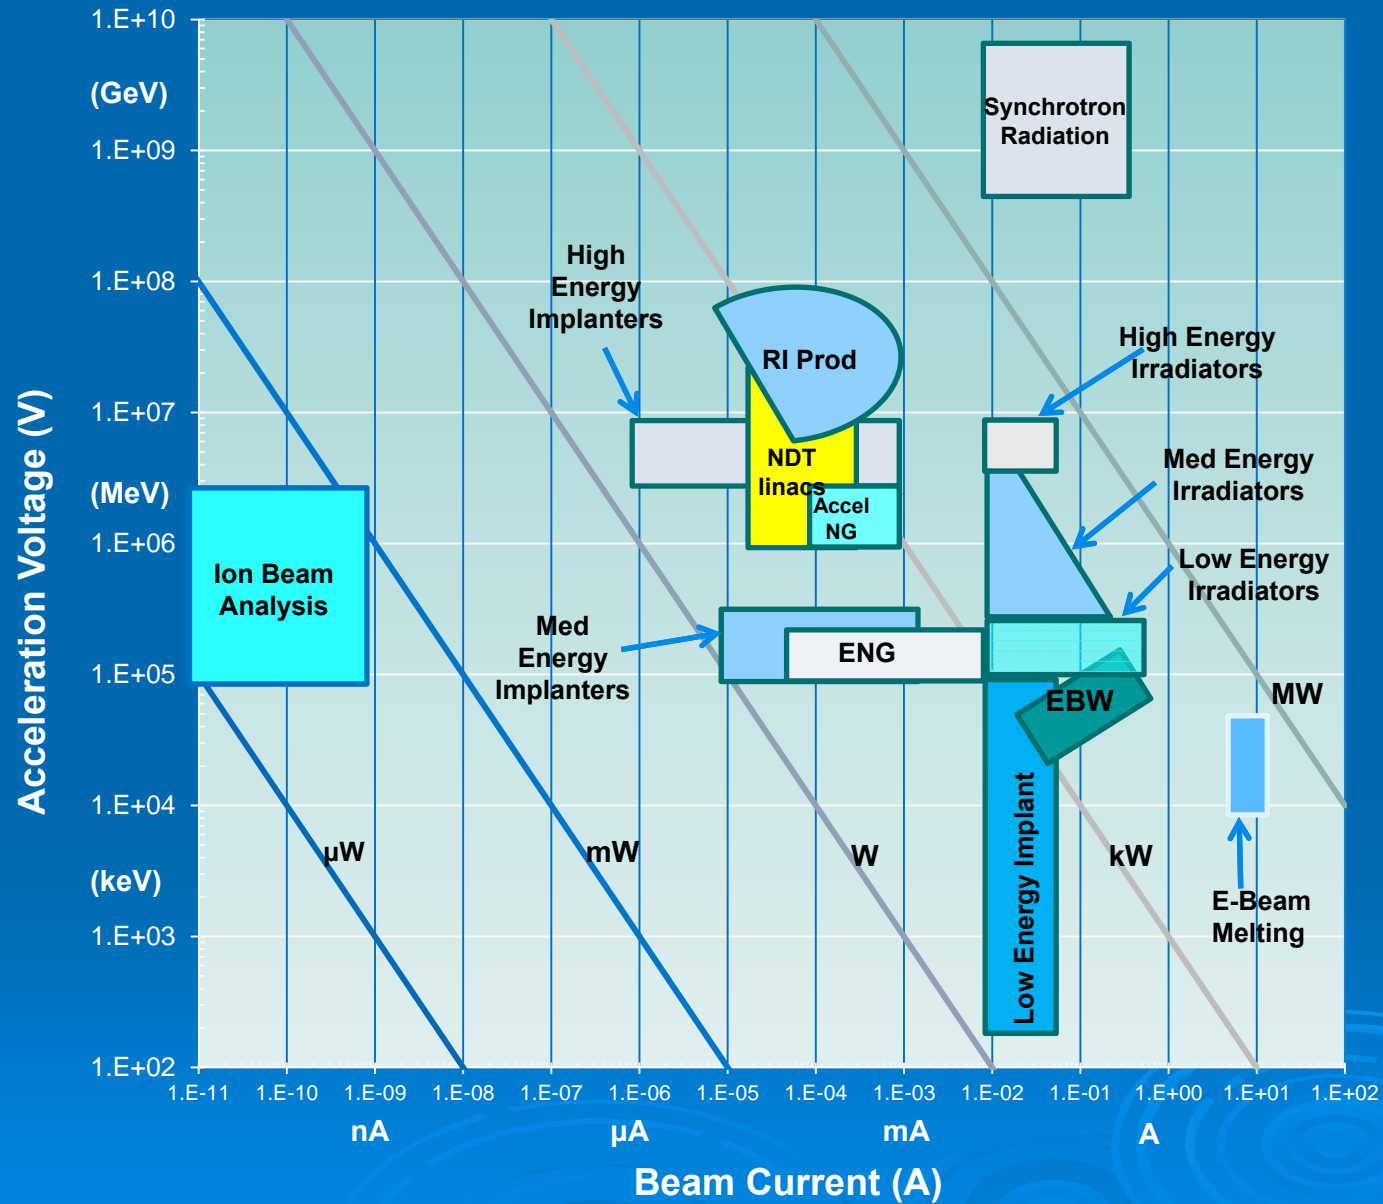 1.E+10
(GeV)
1.E+09
1.E+08
1.E+07
(MeV)
1.E+06
1.E+05
1.E+04
(keV)
1.E+03
1.E+02
Acceleration Voltage (V)
Synchrotron
Radiation
High
Energy
Implanters
RI Prod
High Energy
Irradiators
NDT
linacs
Accel
NG
Med Energy
Irradiators
Ion Beam
Analysis
Low Energy
Irradiators
Med
Energy
Implanters
ENG
EBW
MW
Low Energy Implant
µW
mW
W
kW
E-Beam
Melting
1.E-11 1.E-10 1.E-09 1.E-08 1.E-07 1.E-06 1.E-05 1.E-04 1.E-03 1.E-02 1.E-01 1.E+00 1.E+01 1.E+02
nA µA mA A
Beam Current (A)